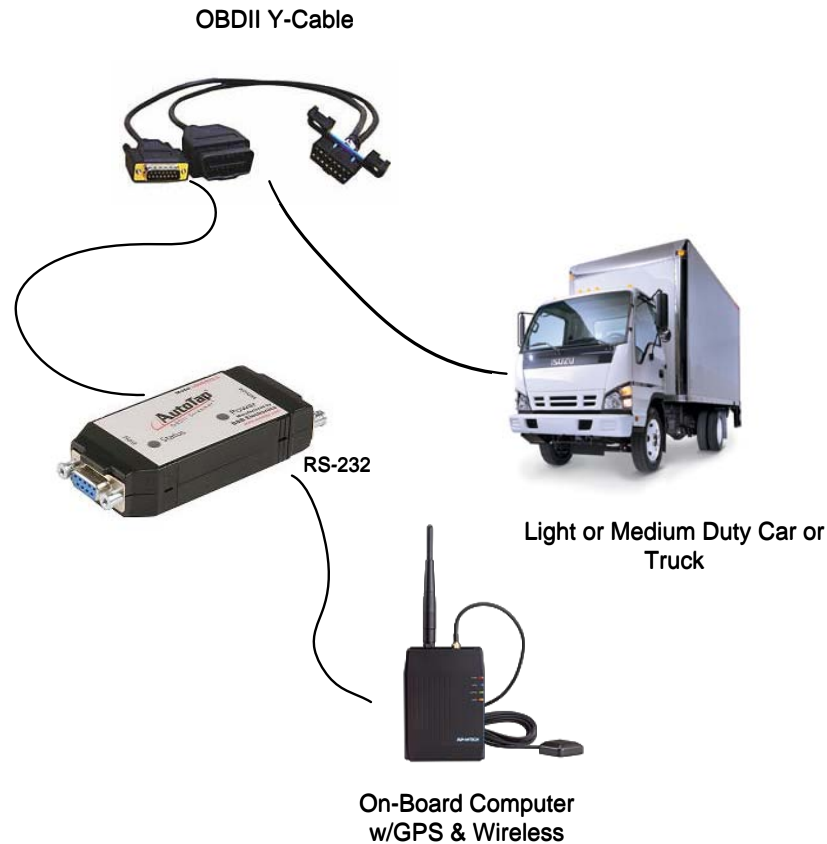 OBDII Y-Cable
ISUZU
AutoTap
Status
Power
B&B Electronics
RS-232
Light or Medium Duty Car or
Truck
On-Board Computer
w/GPS & Wireless